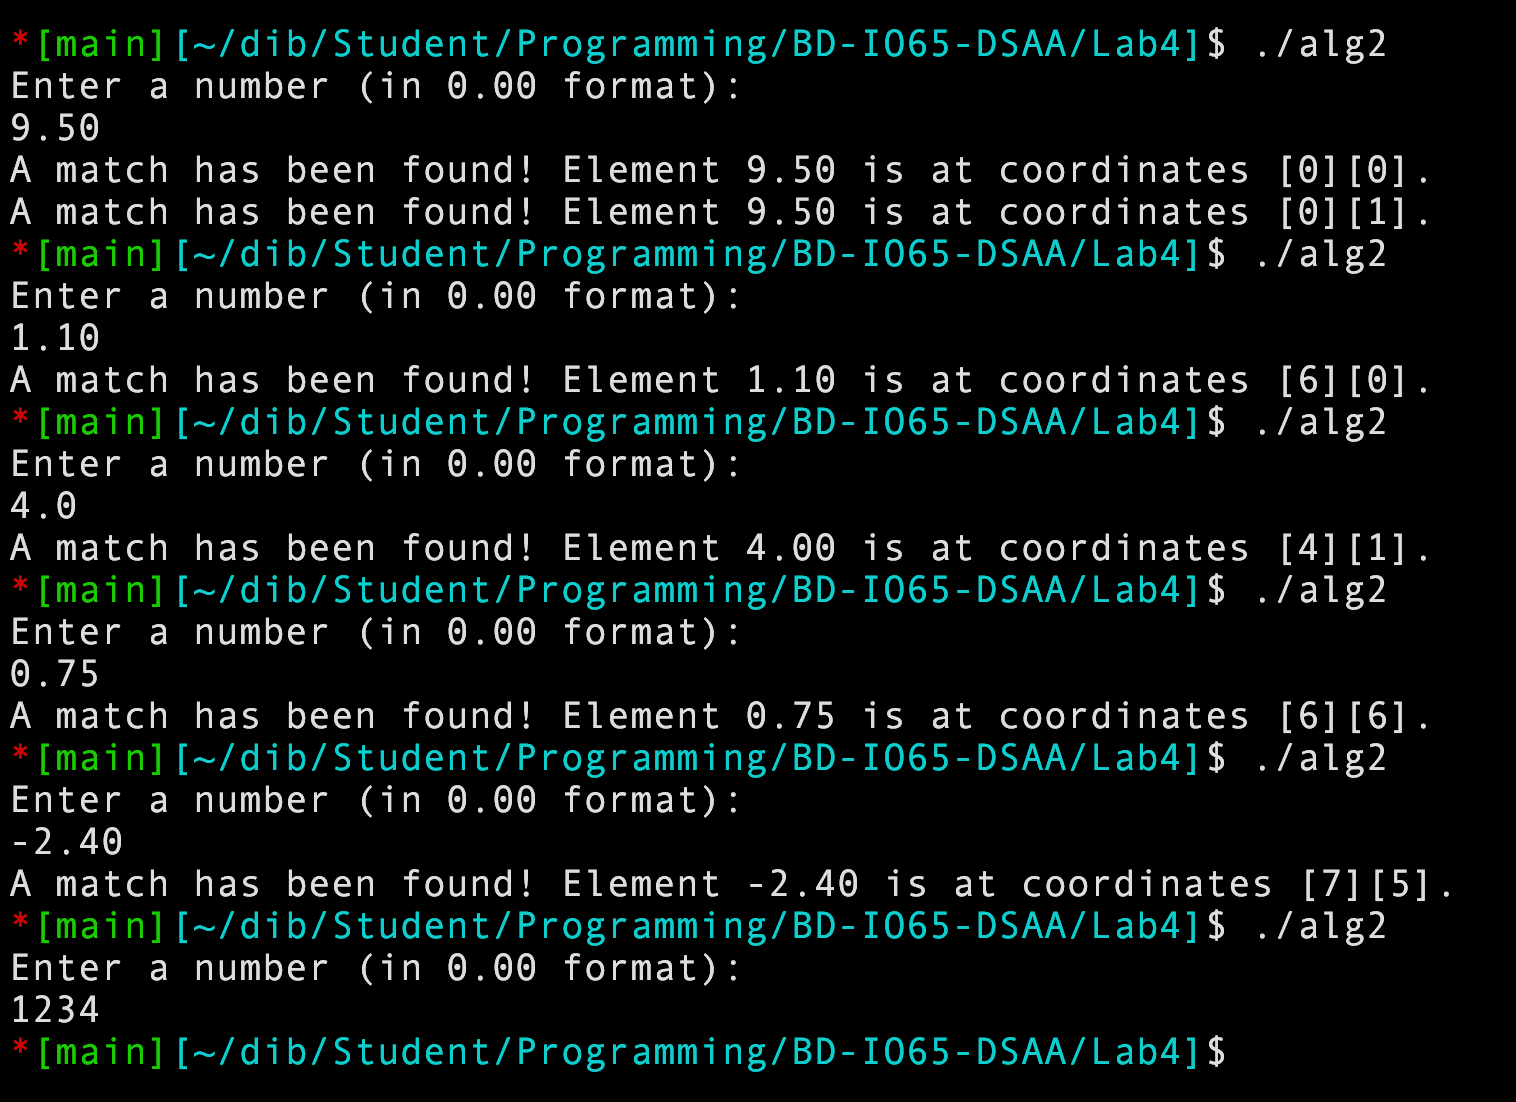 *[main][~/dib/Student/Programming/BD-IO65-DSAA/Lab4]$ ./alg2
Enter a number (in 0.00 format):
9.50
A match has been found! Element 9.50 is at coordinates [0][0].
A match has been found! Element 9.50 is at coordinates [0][1].
*[main][~/dib/Student/Programming/BD-IO65-DSAA/Lab4]$ ./alg2
Enter a number (in 0.00 format):
1.10
A match has been found! Element 1.10 is at coordinates [6][0].
*[main][~/dib/Student/Programming/BD-IO65-DSAA/Lab4]$ ./alg2
Enter a number (in 0.00 format):
4.0
A match has been found! Element 4.00 is at coordinates [4][1].
*[main][~/dib/Student/Programming/BD-IO65-DSAA/Lab4]$ ./alg2
Enter a number (in 0.00 format):
0.75
A match has been found! Element 0.75 is at coordinates [6][6].
*[main][~/dib/Student/Programming/BD-IO65-DSAA/Lab4]$ ./alg2
Enter a number (in 0.00 format):
-2.40
A match has been found! Element -2.40 is at coordinates [7][5].
*[main][~/dib/Student/Programming/BD-IO65-DSAA/Lab4]$ ./alg2
Enter a number (in 0.00 format):
1234
*[main][~/dib/Student/Programming/BD-IO65-DSAA/Lab4]$